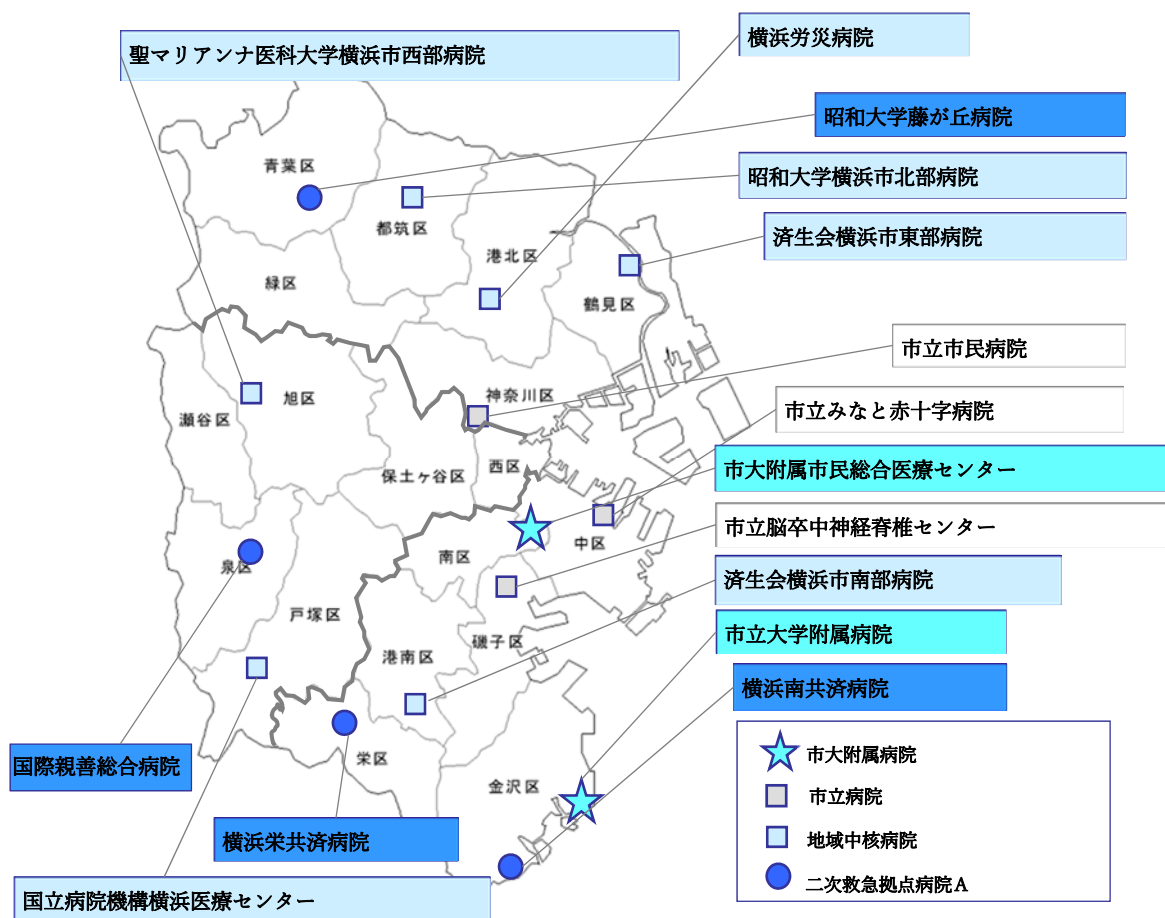 横浜労災病院
聖マリアンナ医科大学横浜市西部病院
昭和大学藤が丘病院
青葉区
昭和大学横浜市北部病院
都筑区
済生会横浜市東部病院
港北区
緑区
鶴見区
市立市民病院
神奈川区
旭区
瀬谷区
市立みなと赤十字病院
西区
保土ヶ谷区
市大附属市民総合医療センター
市立脳卒中神経脊椎センター
中区
南区
泉区
済生会横浜市南部病院
戸塚区
磯子区
市立大学附属病院
港南区
横浜南共済病院
栄区
国際親善総合病院
金沢区
市大附属病院
市立病院
横浜栄共済病院
地域中核病院
二次救急拠点病院A
国立病院機構横浜医療センター